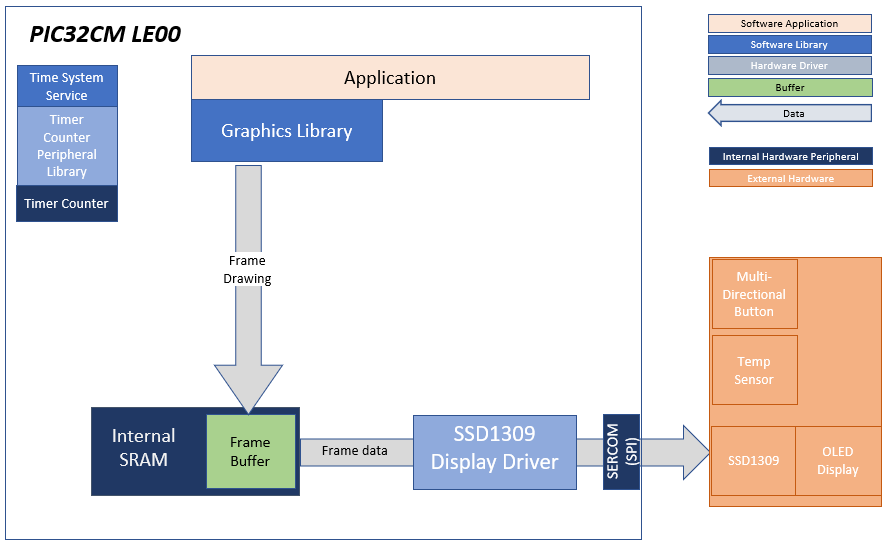 PIC32CM LE00
Time System
Service
Timer
Counter
Peripheral
Library
Timer Counter
Application
Graphics Library
Frame
Drawing
Internal
SRAM
Frame
Buffer
Frame data
SSD1309
Display Driver
SERCOM
(SPI)
Software Application
Software Library
Hardware Driver
Buffer
Data
Internal Hardware Peripheral
External Hardware
Multi-
Directional
Button
Temp
Sensor
SSD1309
OLED
Display